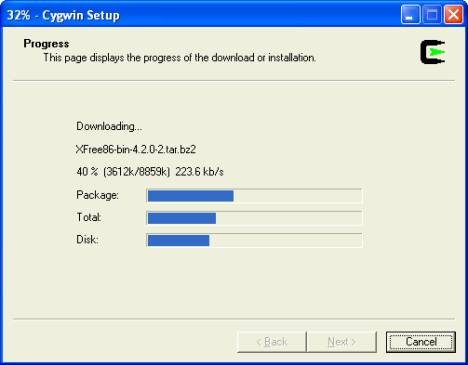 32% - Cygwin Setup
Progress
This page displays the progress of the download or installation.
Downloading...
XFree86-bin-4.2.0-2.tar.bz2
40 % (3612k/8859k) 223.6 kb/s
Package:
Total:
Disk:
< Back Next > Cancel